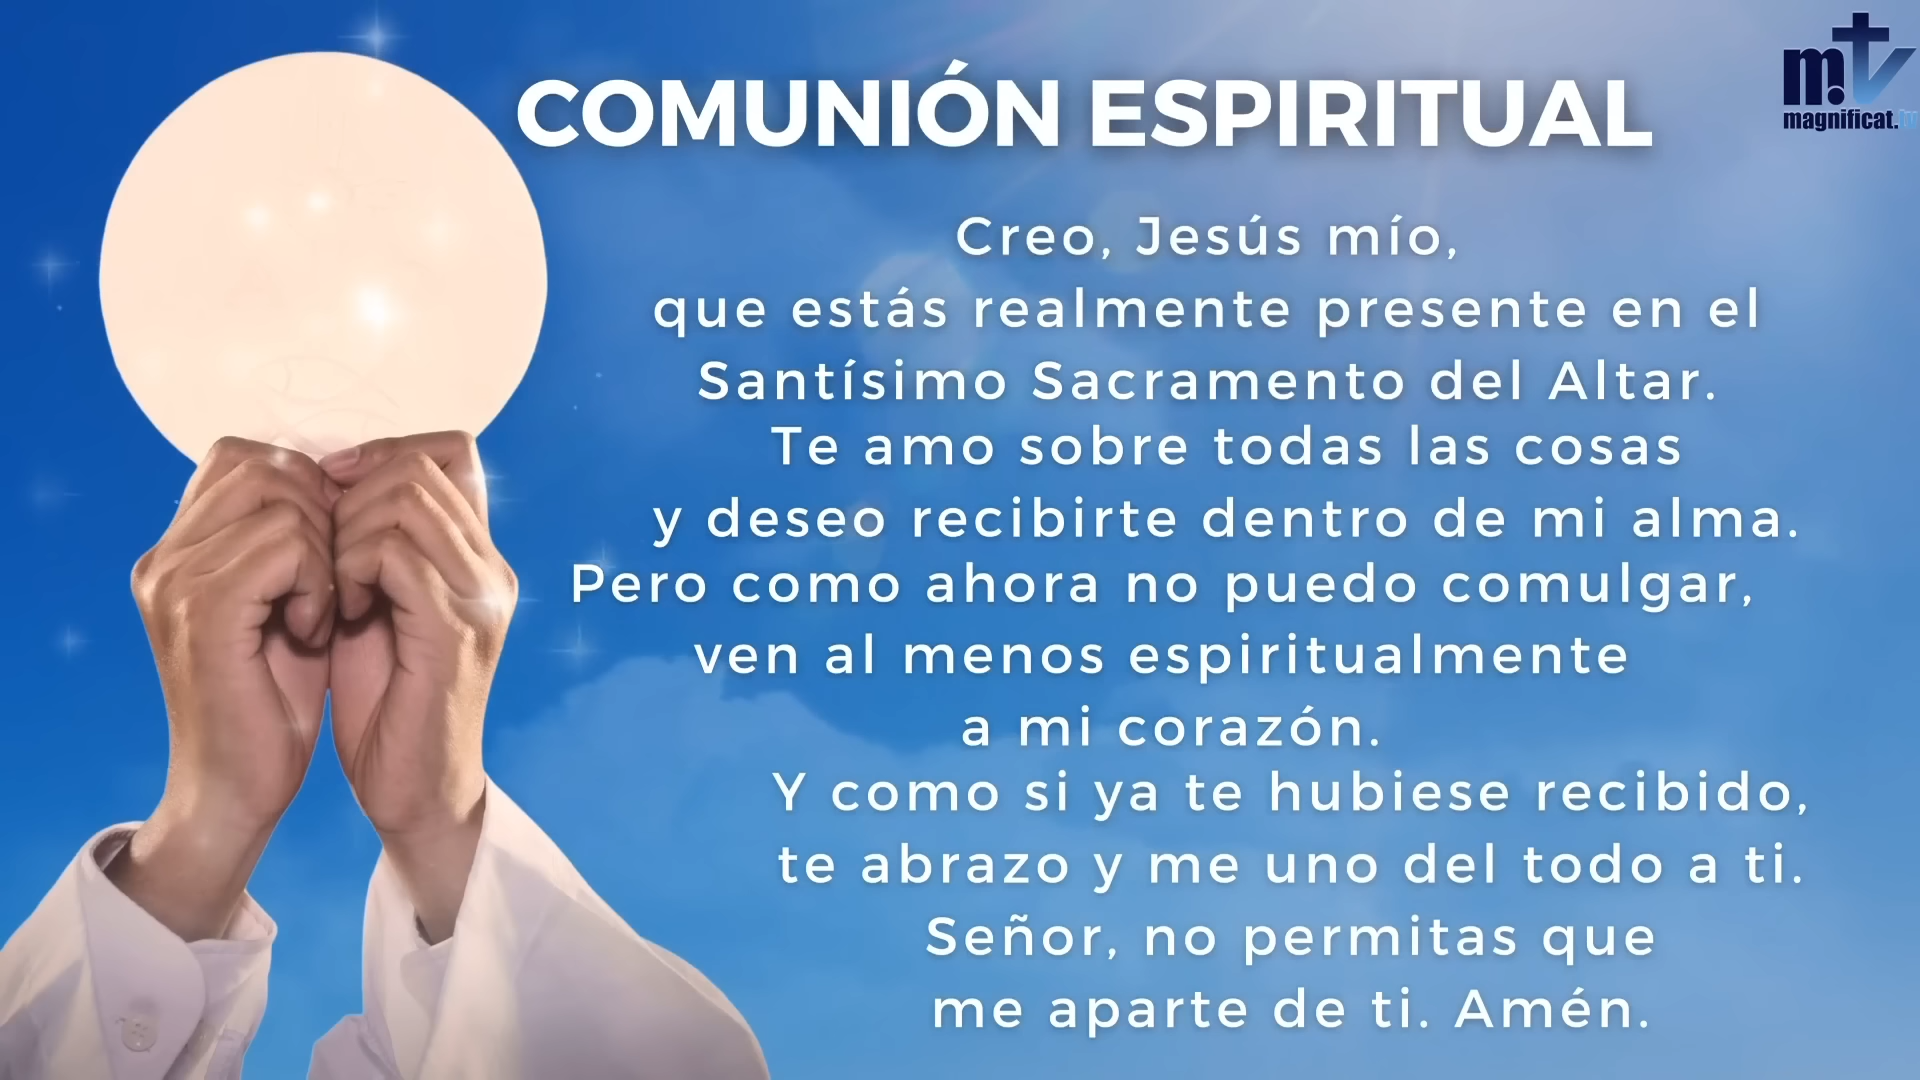 COMUNIÓN ESPIRITUAL
mtv
magnificat.tv
Creo, Jesús mío,
que estás realmente presente en el
Santísimo Sacramento del Altar.
Te amo sobre todas las cosas
y deseo recibirte dentro de mi alma.
Pero como ahora no puedo comulgar,
ven al menos espiritualmente
a mi corazón.
Y como si ya te hubiese recibido,
te abrazo y me uno del todo a ti.
Señor, no permitas que
me aparte de ti. Amén.